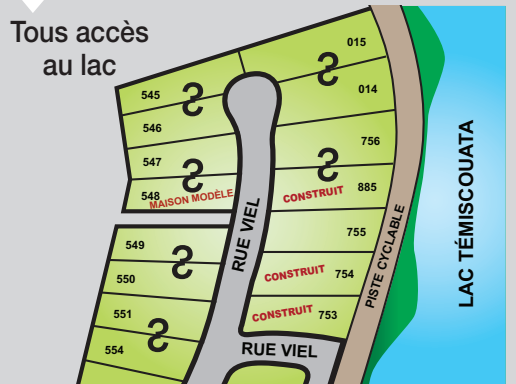 Tous accès
au lac
015
014
545
546
547
548
MAISON MODÈLE
756
885
CONSTRUIT
755
549
550
551
554
CONSTRUIT 754
CONSTRUIT 753
RUE VIEL
RUE VIEL
PISTE CYCLABLE
LAC TÉMISCOUATA